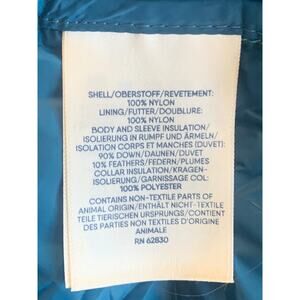 SHELL/OBERSTOFF/REVETEMENT:
100% NYLON
LINING/FUTTER/DOUBLURE:
100% NYLON
BODY AND SLEEVE INSULATION/
ISOLIERUNG IN RUMPF UND ÄRMELN/
ISOLATION CORPS ET MANCHES (DUVET):
90% DOWN/DAUNEN/DUVET
10% FEATHERS/FEDERN/PLUMES
COLLAR INSULATION/KRAGEN-
ISOLIERUNG/GARNISSAGE COL:
100% POLYESTER
CONTAINS NON-TEXTILE PARTS OF
ANIMAL ORIGIN/ENTHÄLT NICHT-TEXTILE
TEILE TIERISCHEN URSPRUNGS/CONTIENT
DES PARTIES NON TEXTILES D'ORIGINE
ANIMALE
RN 62830